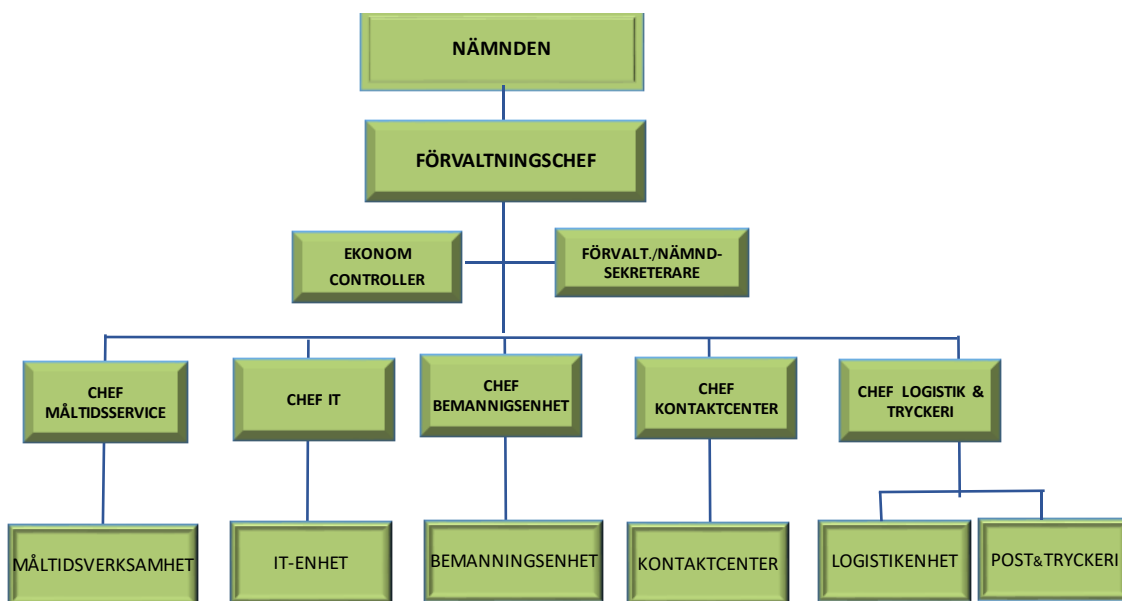 NÄMNDEN
FÖRVALTNINGSCHEF
EKONOM
CONTROLLER
FÖRVALT./NÄMND-
SEKRETERARE
CHEF
MÅLTIDSSERVICE
CHEF IT
CHEF
BEMANNIGSENHET
CHEF
KONTAKTCENTER
CHEF LOGISTIK &
TRYCKERI
MÅLTIDSVERKSAMHET
IT-ENHET
BEMANNINGSENHET
KONTAKTCENTER
LOGISTIKENHET
POST&TRYCKERI